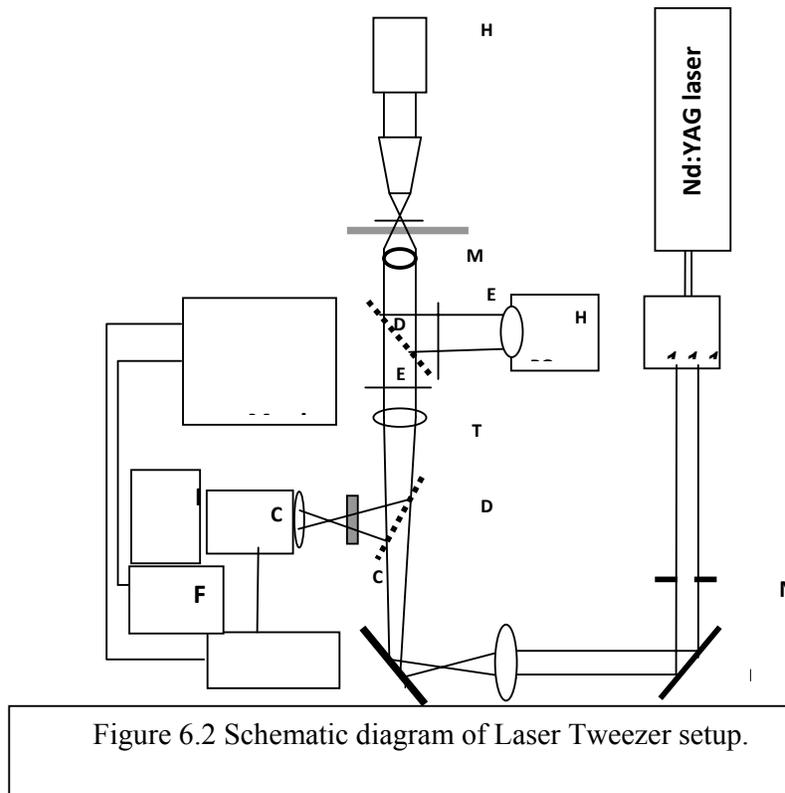 H
Nd:YAG laser
M
E
H
D
E
T
C
D
C
F
Figure 6.2 Schematic diagram of Laser Tweezer setup.